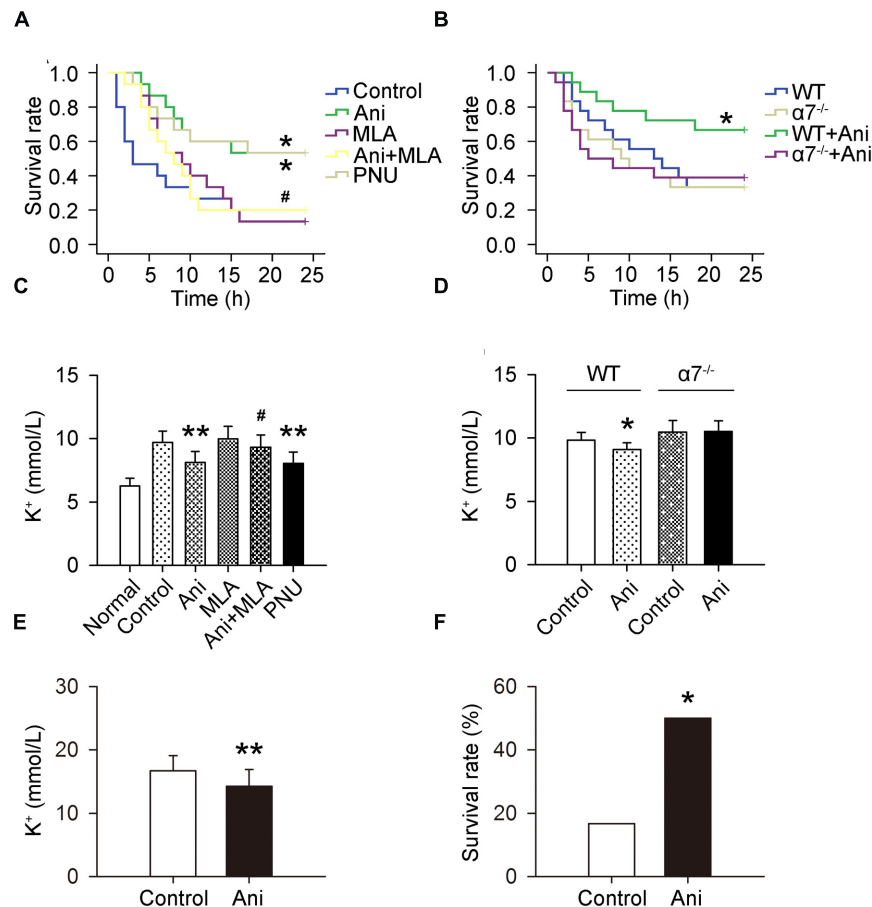 A
Survival rate
1.0
0.8
0.6
0.4
0.2
0.0
0 5 10 15 20 25
Time (h)
Control
Ani
MLA
Ani+MLA
PNU
*
*
#
B
Survival rate
1.0
0.8
0.6
0.4
0.2
0.0
0 5 10 15 20 25
Time (h)
WT
α7-/-
WT+Ani
α7-/-+Ani
*
C
K+ (mmol/L)
15
10
5
0
** # **
Normal Control Ani MLA Ani+MLA PNU
D
K+ (mmol/L)
15
10
5
0
WT α7-/-
*
Control Ani Control Ani
E
K+ (mmol/L)
30
20
10
0
**
Control Ani
F
Survival rate (%)
60
40
20
0
*
Control Ani